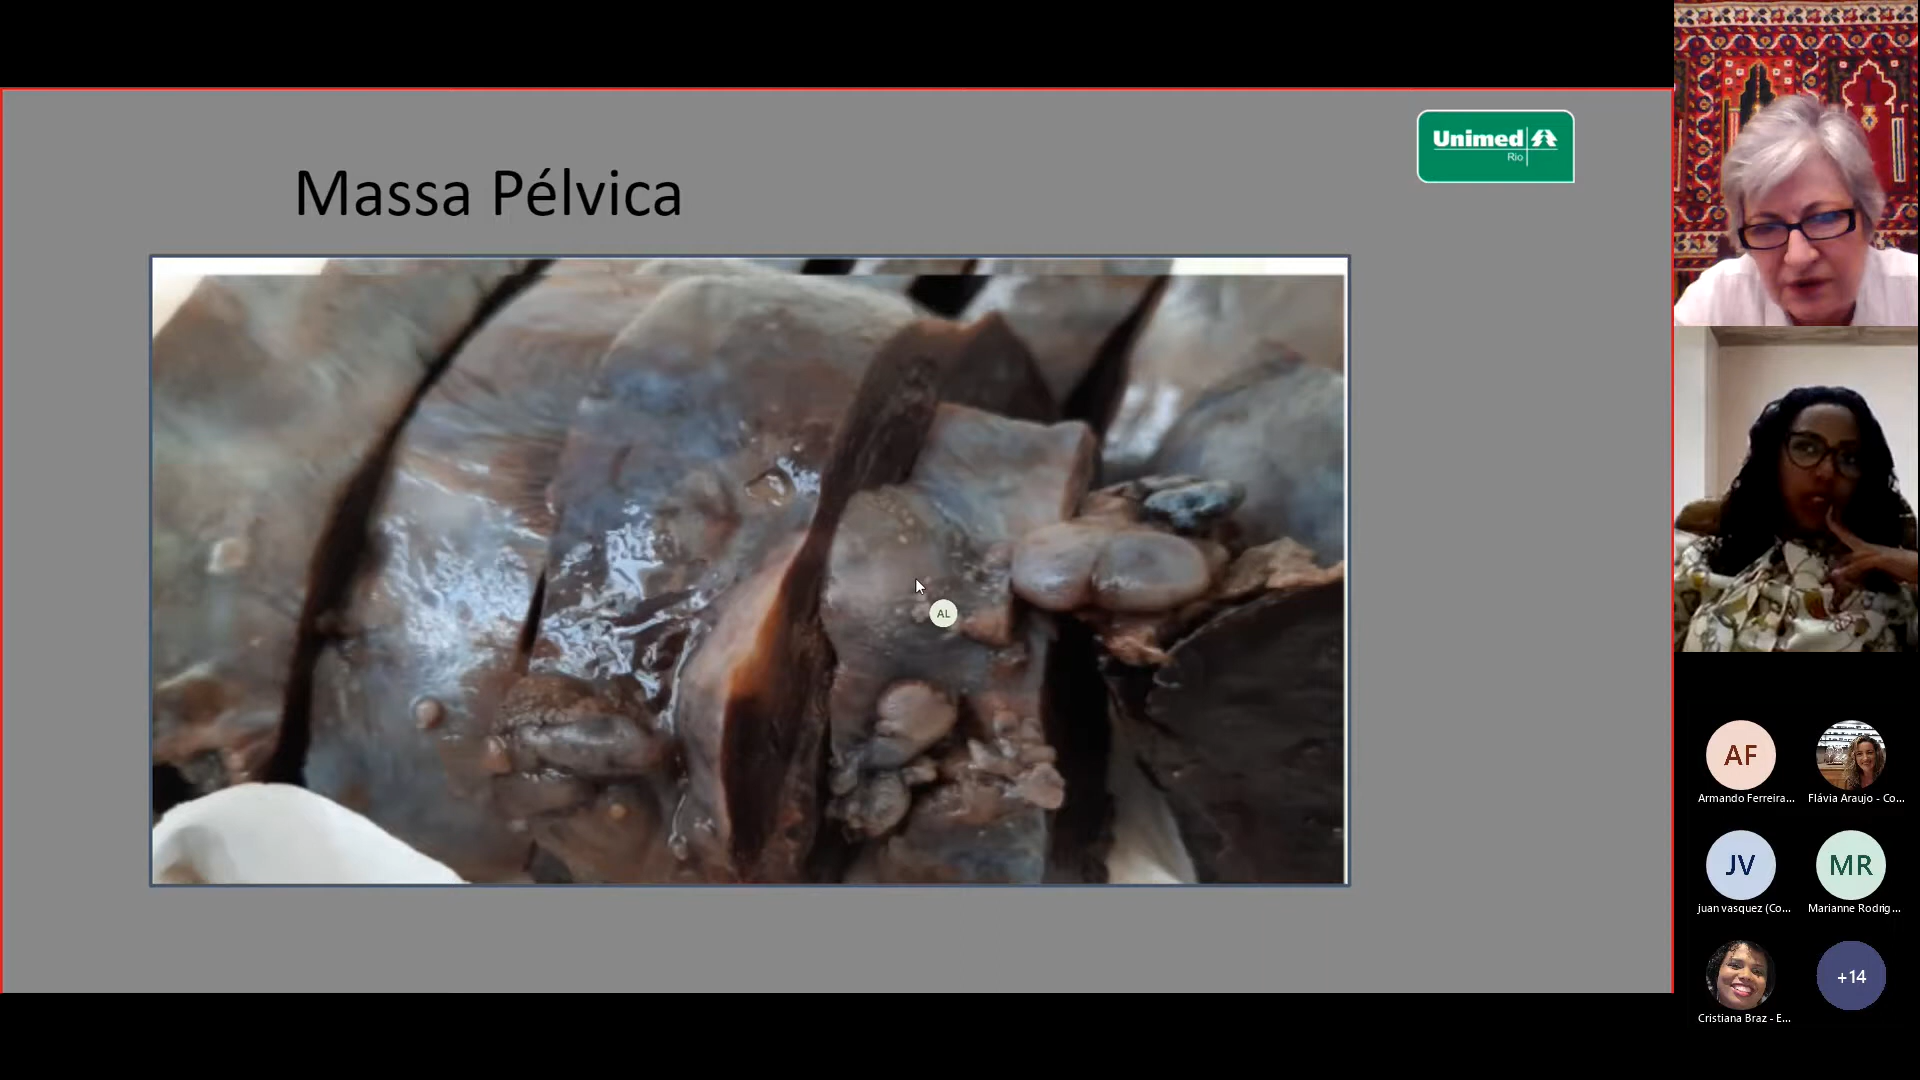 Massa Pélvica
Unimed
Rio
AL
AF
Armando Ferreira...
Flávia Araujo - Co...
JV
juan vasquez (Co...
MR
Marianne Rodrig...
Cristiana Braz - E...
+14